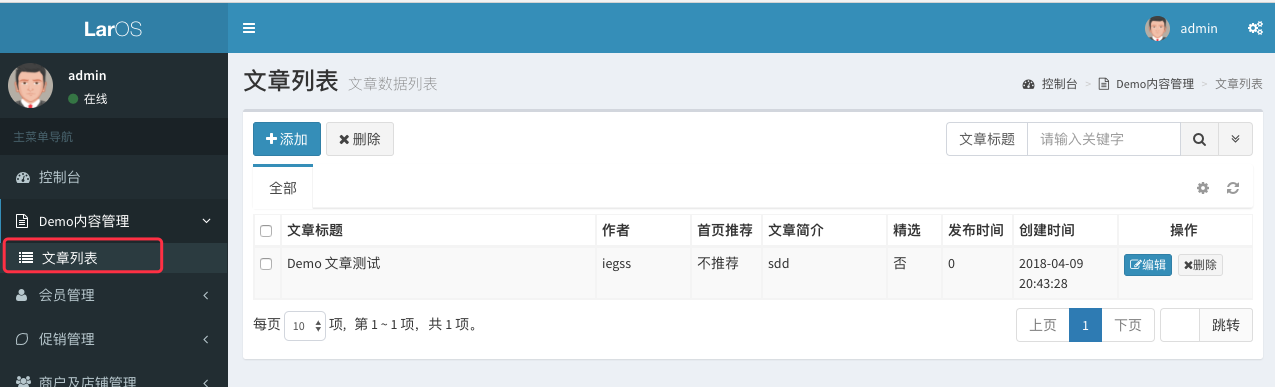 LarOS
admin
admin
在线
文章列表 文章数据列表
控制台 > Demo内容管理 > 文章列表
主菜单导航
添加 删除
文章标题 请输入关键字
控制台
全部
Demo内容管理
文章标题 作者 首页推荐 文章简介 精选 发布时间 创建时间 操作
文章列表
Demo 文章测试 iegss 不推荐 sdd 否 0 2018-04-09 20:43:28 编辑 删除
会员管理
每页 10 项，第 1 ~ 1 项，共 1 项。
上页 1 下页 跳转
促销管理
商户及店铺管理